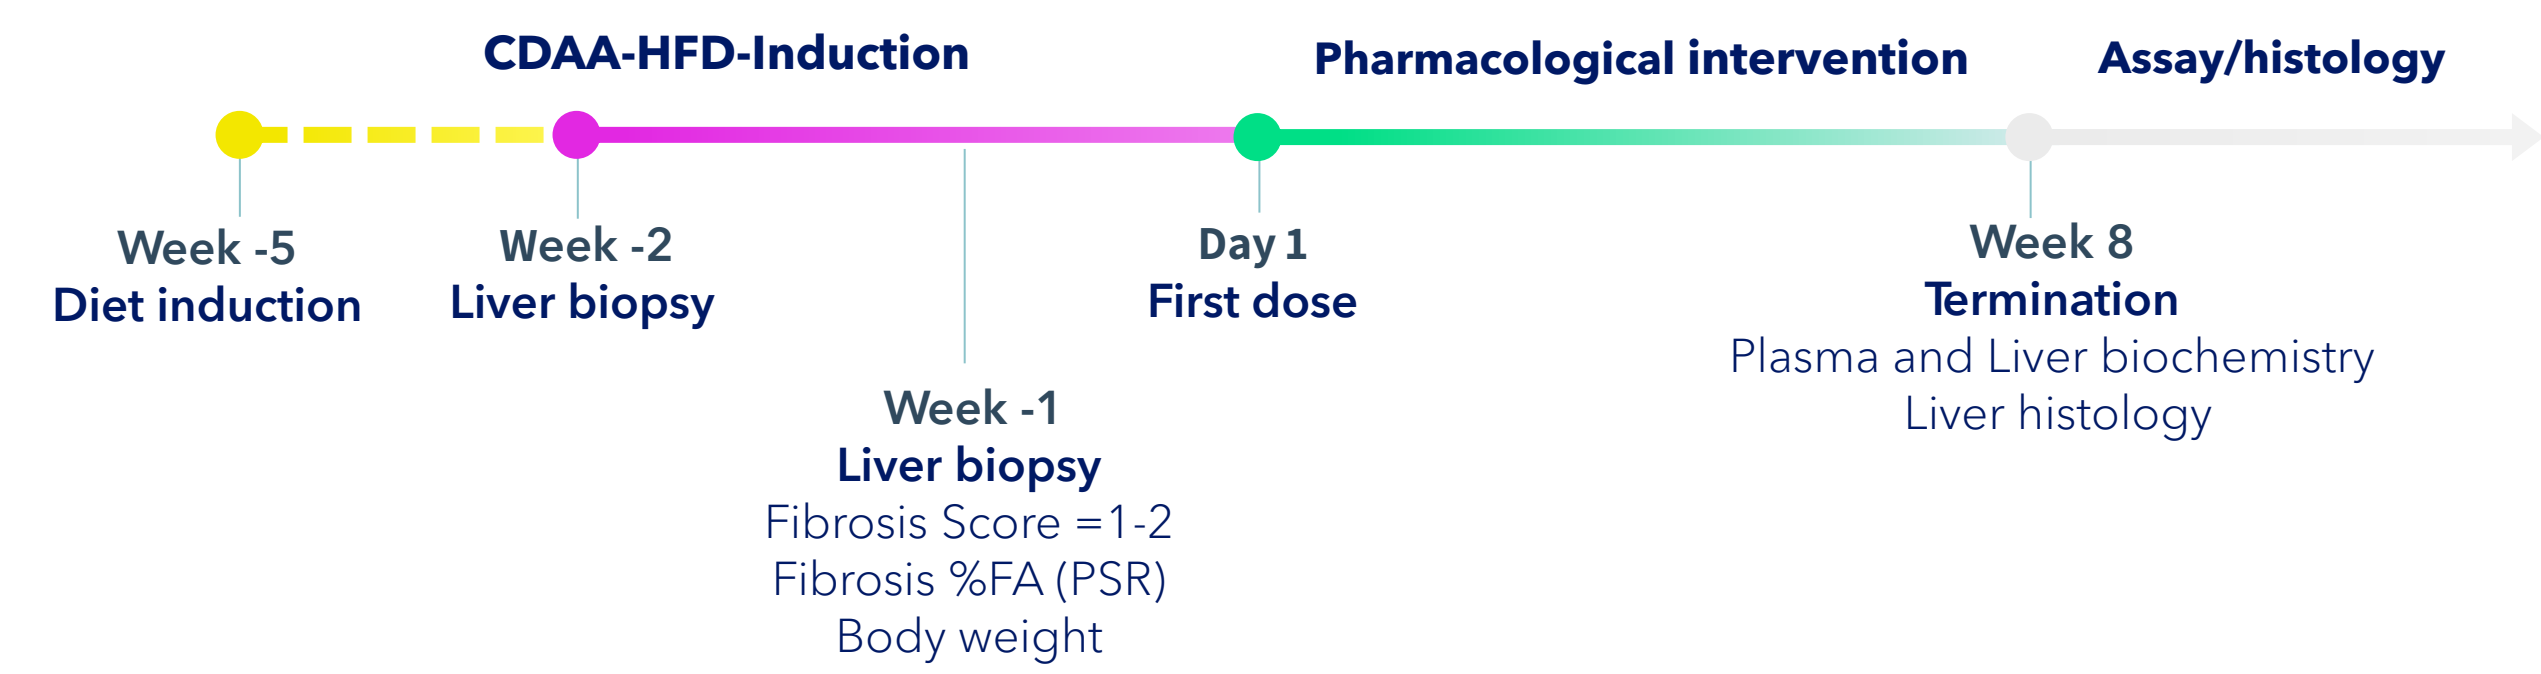 CDAA-HFD-Induction
Pharmacological intervention
Assay/histology
Week -5
Diet induction
Week -2
Liver biopsy
Week -1
Liver biopsy
Fibrosis Score =1-2
Fibrosis %FA (PSR)
Body weight
Day 1
First dose
Week 8
Termination
Plasma and Liver biochemistry
Liver histology